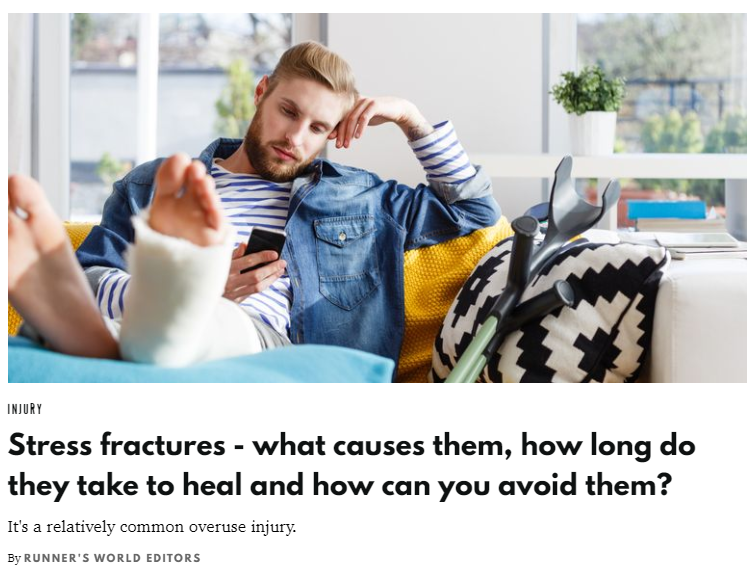 INJURY
Stress fractures - what causes them, how long do
they take to heal and how can you avoid them?
It's a relatively common overuse injury.
By RUNNER'S WORLD EDITORS